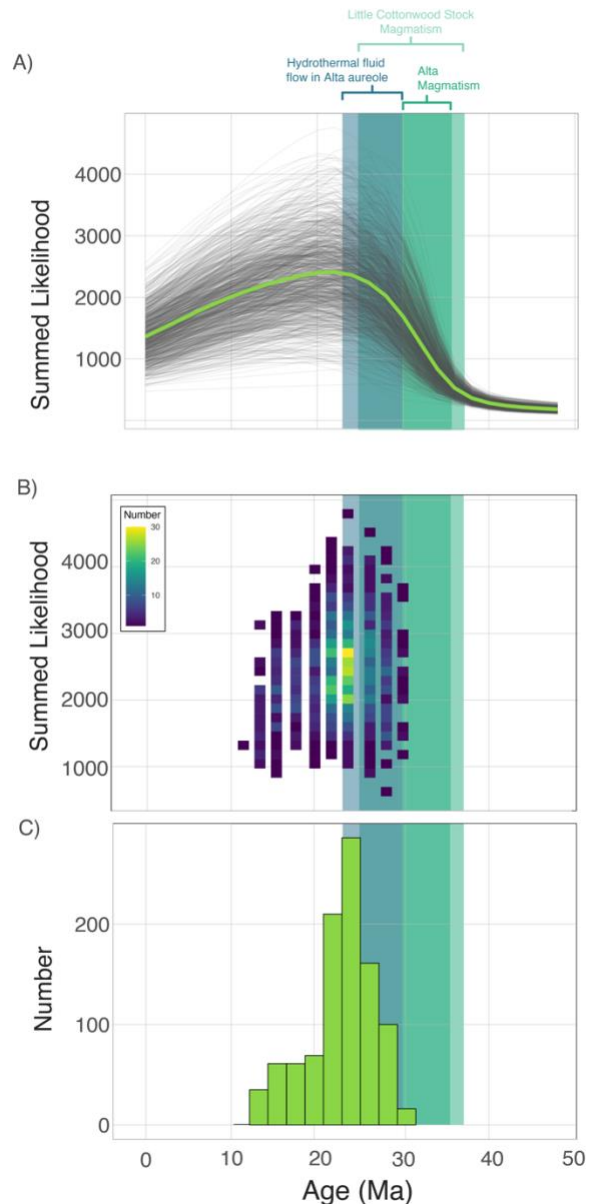 Little Cottonwood Stock
Magmatism
Hydrothermal fluid
flow in Alta aureole
Alta
Magmatism
A)
Summed Likelihood
4000
3000
2000
1000
B)
Number
30
20
10
Summed Likelihood
4000
3000
2000
1000
C)
Number
200
100
0
0 10 20 30 40 50
Age (Ma)